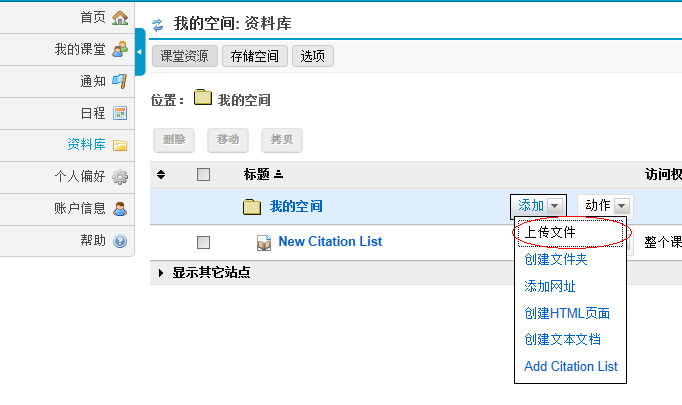 首页
我的课堂
通知
日程
资料库
个人偏好
账户信息
帮助
我的空间: 资料库
课堂资源 存储空间 选项
位置： 我的空间
删除 移动 拷贝
标题 访问权
我的空间 添加 动作
New Citation List 整个课
显示其它站点
上传文件
创建文件夹
添加网址
创建HTML页面
创建文本文档
Add Citation List